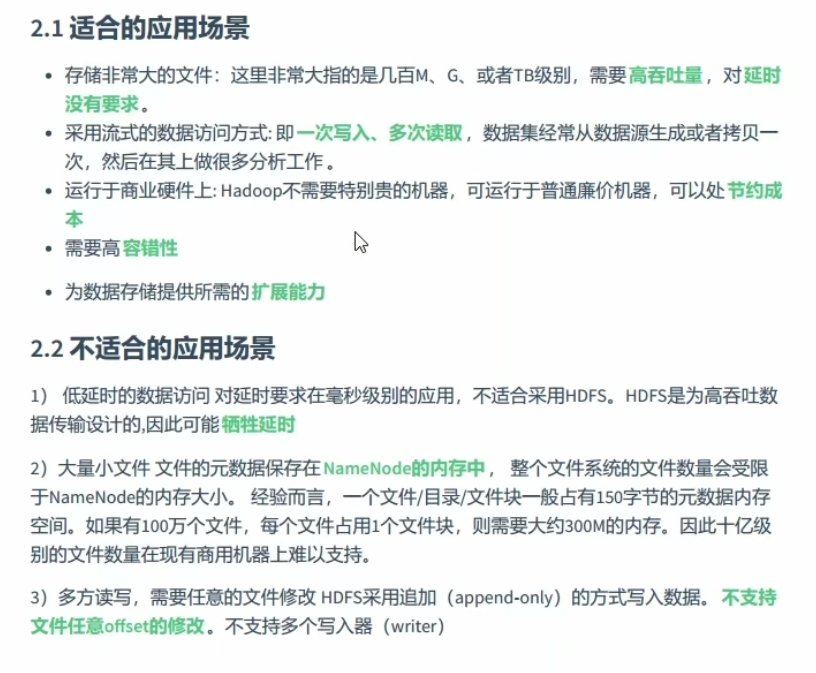 2.1 适合的应用场景
• 存储非常大的文件：这里非常大指的是几百M、G、或者TB级别，需要高吞吐量，对延时
没有要求。
• 采用流式的数据访问方式: 即一次写入、多次读取，数据集经常从数据源生成或者拷贝一
次，然后在其上做很多分析工作 。
• 运行于商业硬件上: Hadoop不需要特别贵的机器，可运行于普通廉价机器，可以处节约成
本
• 需要高容错性
• 为数据存储提供所需的扩展能力
2.2 不适合的应用场景
1） 低延时的数据访问 对延时要求在毫秒级别的应用，不适合采用HDFS。HDFS是为高吞吐数
据传输设计的,因此可能牺牲延时
2）大量小文件 文件的元数据保存在NameNode的内存中， 整个文件系统的文件数量会受限
于NameNode的内存大小。 经验而言，一个文件/目录/文件块一般占有150字节的元数据内存
空间。如果有100万个文件，每个文件占用1个文件块，则需要大约300M的内存。因此十亿级
别的文件数量在现有商用机器上难以支持。
3）多方读写，需要任意的文件修改 HDFS采用追加（append-only）的方式写入数据。不支持
文件任意offset的修改。不支持多个写入器（writer）